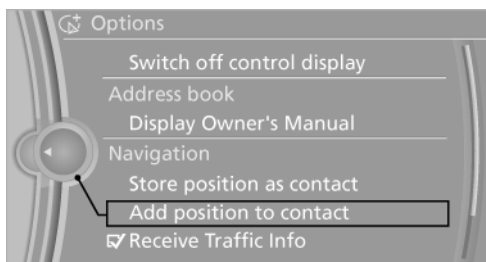 Options
Switch off control display
Address book
Display Owner's Manual
Navigation
Store position as contact
Add position to contact
Receive Traffic Info